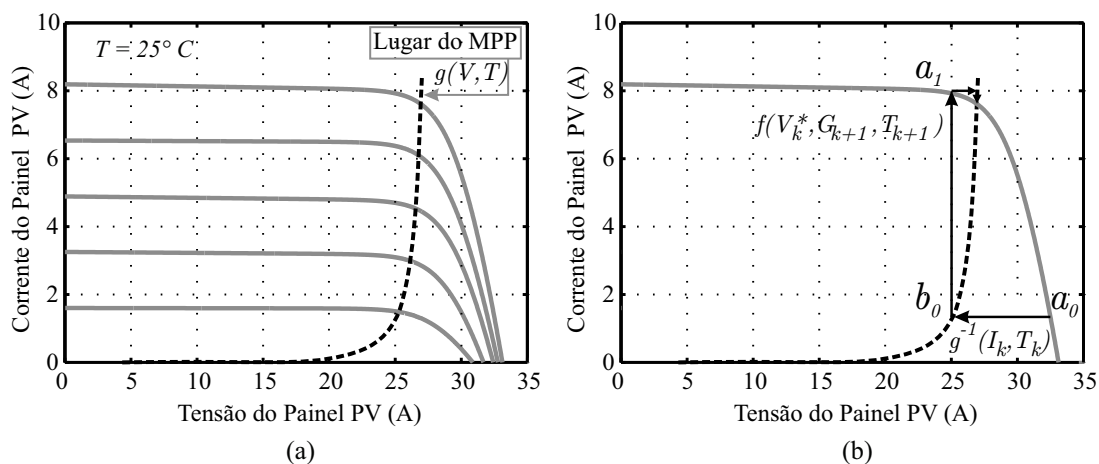 T = 25° C
Lugar do MPP
g(V,T)
10
8
6
4
2
0
0 5 10 15 20 25 30 35
Corrente do Painel PV (A)
Tensão do Painel PV (A)
(a)
a₁
f(V*ₖ,Gₖ₊₁,Tₖ₊₁)
b₀
a₀
g⁻¹(Iₖ,Tₖ)
10
8
6
4
2
0
0 5 10 15 20 25 30 35
Corrente do Painel PV (A)
Tensão do Painel PV (A)
(b)